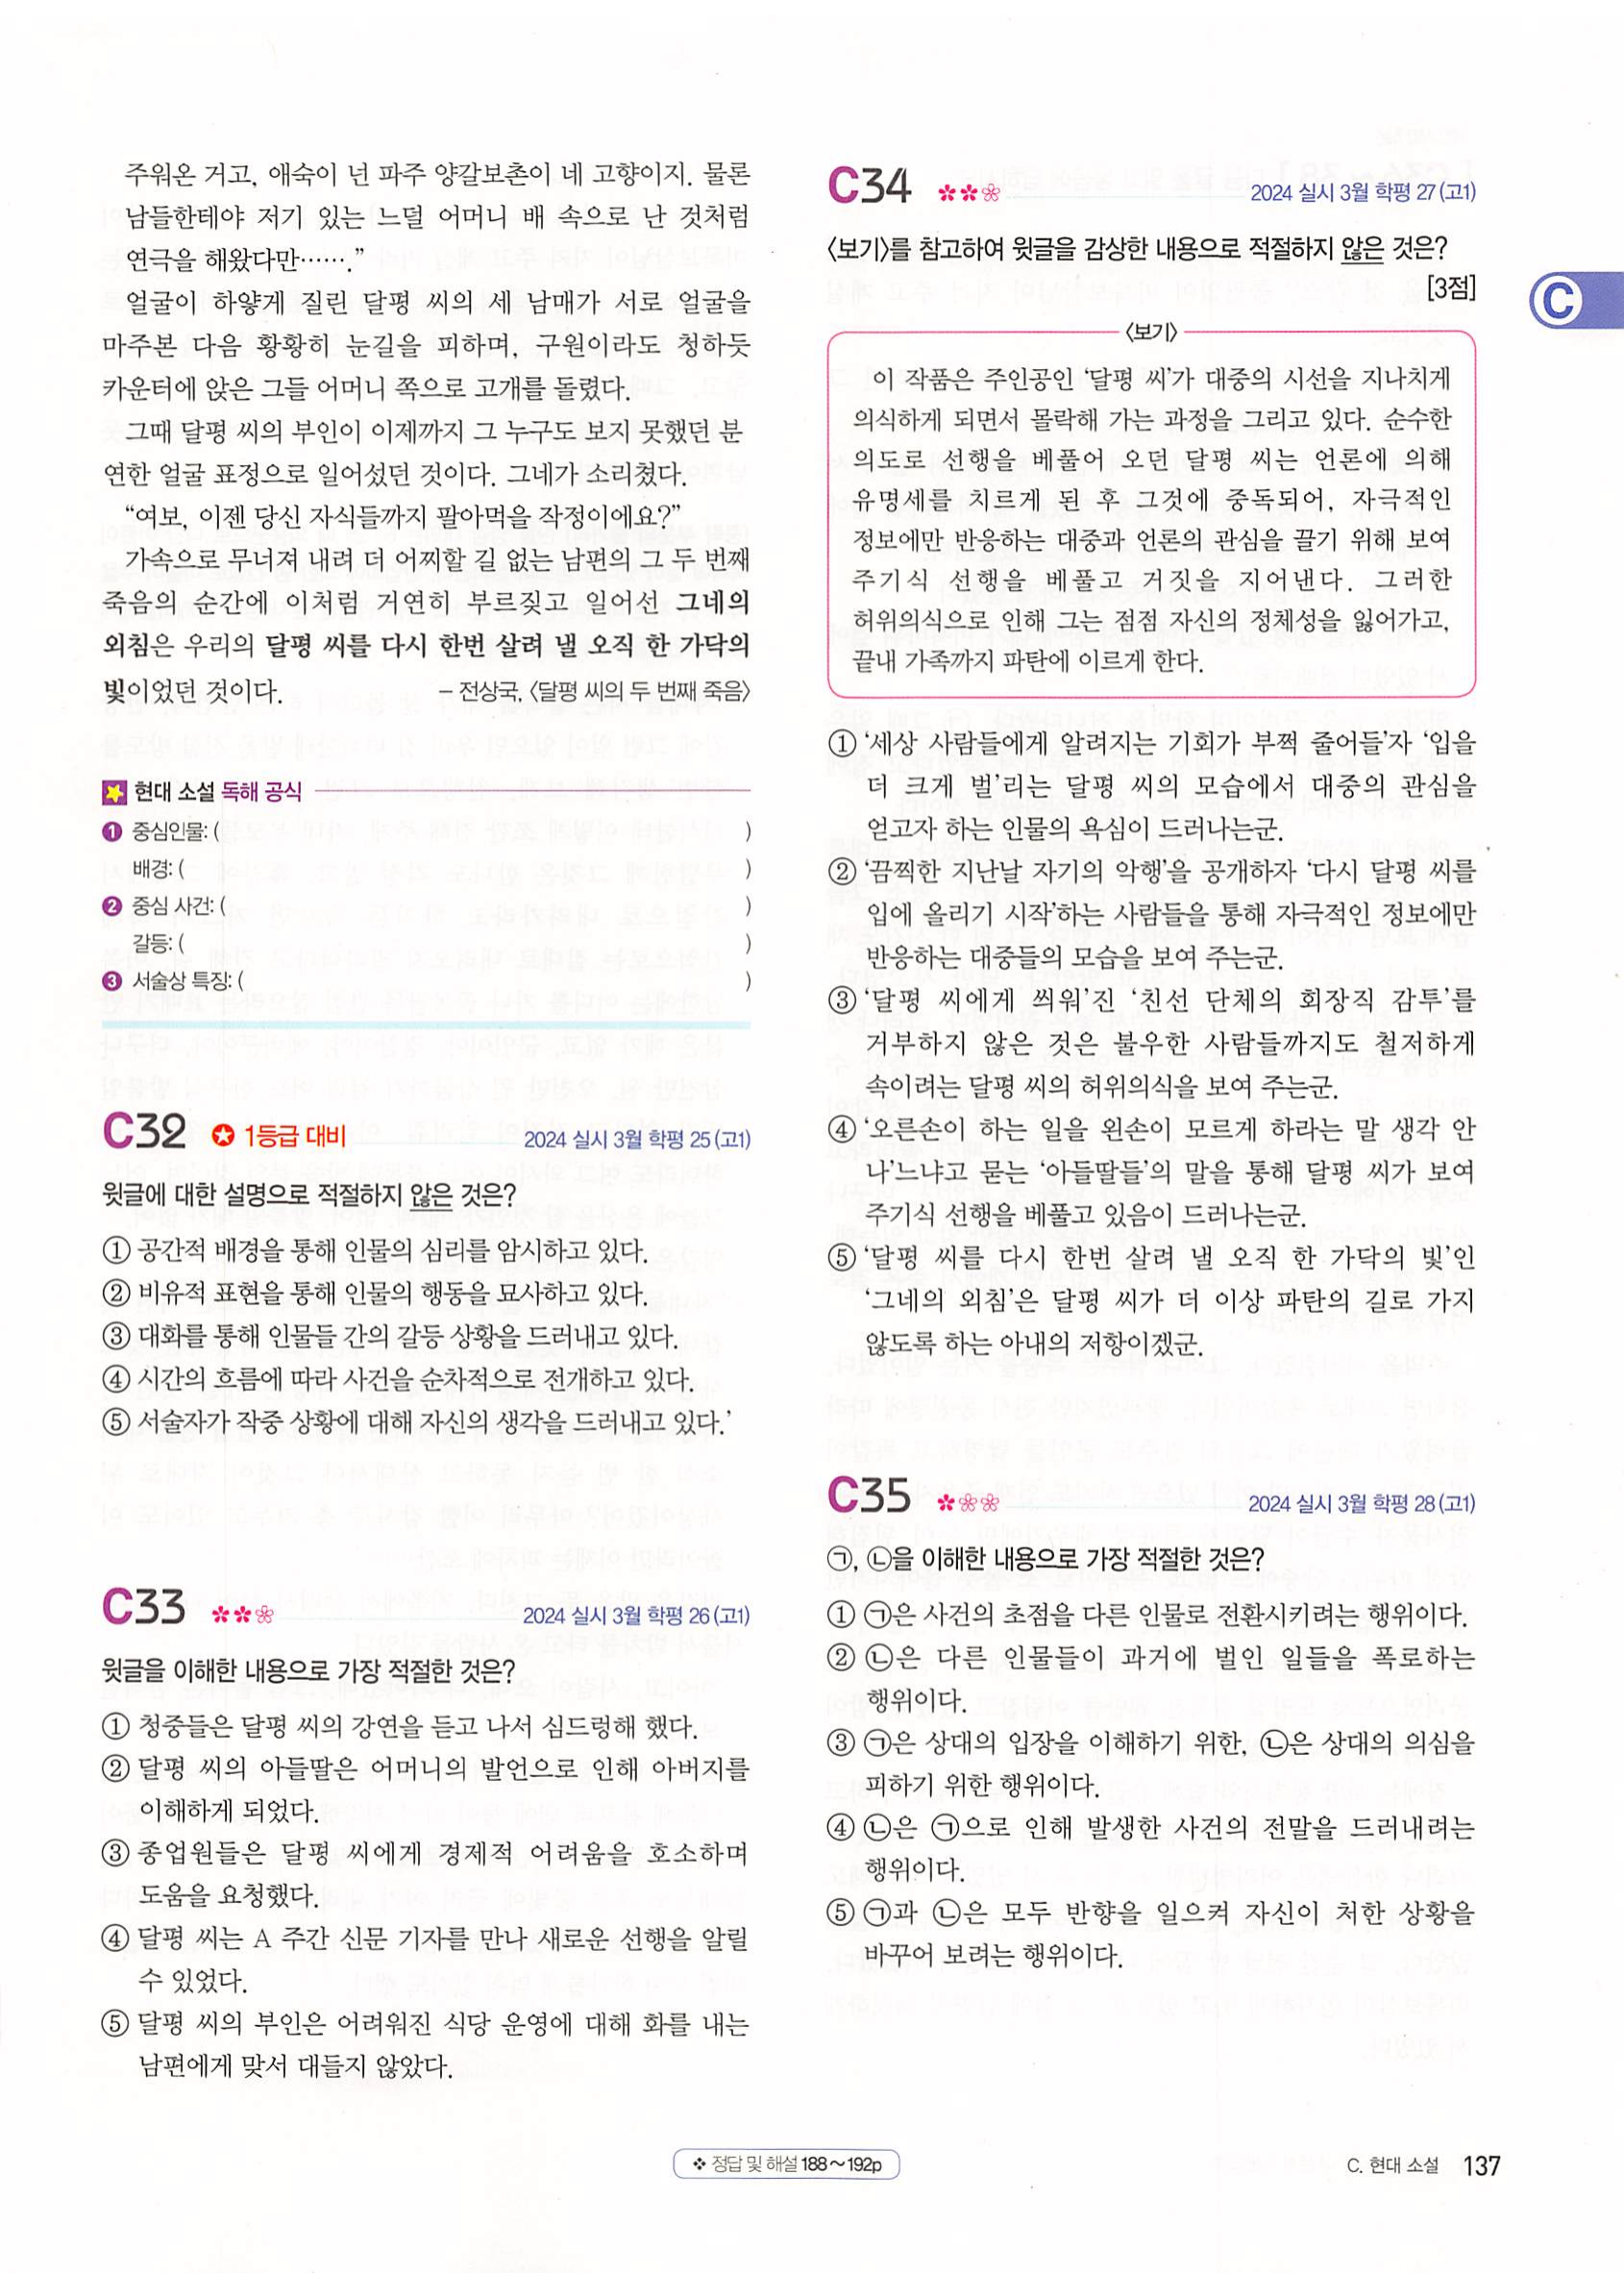 주워온 거고, 애숙이 넌 파주 양갈보촌이 네 고향이지. 물론
남들한테야 저기 있는 느덜 어머니 배 속으로 난 것처럼
연극을 해왔다만……."
얼굴이 하얗게 질린 달평 씨의 세 남매가 서로 얼굴을
마주본 다음 황황히 눈길을 피하며, 구원이라도 청하듯
카운터에 앉은 그들 어머니 쪽으로 고개를 돌렸다.
그때 달평 씨의 부인이 이제까지 그 누구도 보지 못했던 분
연한 얼굴 표정으로 일어섰던 것이다. 그네가 소리쳤다.
"여보, 이젠 당신 자식들까지 팔아먹을 작정이에요?"
가속으로 무너져 내려 더 어찌할 길 없는 남편의 그 두 번째
죽음의 순간에 이처럼 거연히 부르짖고 일어선 그네의
외침은 우리의 달평 씨를 다시 한번 살려 낼 오직 한 가닥의
빛이었던 것이다. – 전상국, 〈달평 씨의 두 번째 죽음〉
현대 소설 독해 공식
❶ 중심인물: ( )
배경: ( )
❷ 중심 사건: ( )
갈등: ( )
❸ 서술상 특징: ( )
C32 1등급 대비 2024 실시 3월 학평 25 (고1)
윗글에 대한 설명으로 적절하지 않은 것은?
① 공간적 배경을 통해 인물의 심리를 암시하고 있다.
② 비유적 표현을 통해 인물의 행동을 묘사하고 있다.
③ 대화를 통해 인물들 간의 갈등 상황을 드러내고 있다.
④ 시간의 흐름에 따라 사건을 순차적으로 전개하고 있다.
⑤ 서술자가 작중 상황에 대해 자신의 생각을 드러내고 있다.'
C33 2024 실시 3월 학평 26 (고1)
윗글을 이해한 내용으로 가장 적절한 것은?
① 청중들은 달평 씨의 강연을 듣고 나서 심드렁해 했다.
② 달평 씨의 아들딸은 어머니의 발언으로 인해 아버지를
이해하게 되었다.
③ 종업원들은 달평 씨에게 경제적 어려움을 호소하며
도움을 요청했다.
④ 달평 씨는 A 주간 신문 기자를 만나 새로운 선행을 알릴
수 있었다.
⑤ 달평 씨의 부인은 어려워진 식당 운영에 대해 화를 내는
남편에게 맞서 대들지 않았다.
C34 2024 실시 3월 학평 27 (고1)
〈보기〉를 참고하여 윗글을 감상한 내용으로 적절하지 않은 것은?
[3점]
〈보기〉
이 작품은 주인공인 '달평 씨'가 대중의 시선을 지나치게
의식하게 되면서 몰락해 가는 과정을 그리고 있다. 순수한
의도로 선행을 베풀어 오던 달평 씨는 언론에 의해
유명세를 치르게 된 후 그것에 중독되어, 자극적인
정보에만 반응하는 대중과 언론의 관심을 끌기 위해 보여
주기식 선행을 베풀고 거짓을 지어낸다. 그러한
허위의식으로 인해 그는 점점 자신의 정체성을 잃어가고,
끝내 가족까지 파탄에 이르게 한다.
① '세상 사람들에게 알려지는 기회가 부쩍 줄어들'자 '입을
더 크게 벌'리는 달평 씨의 모습에서 대중의 관심을
얻고자 하는 인물의 욕심이 드러나는군.
② '끔찍한 지난날 자기의 악행'을 공개하자 '다시 달평 씨를
입에 올리기 시작'하는 사람들을 통해 자극적인 정보에만
반응하는 대중들의 모습을 보여 주는군.
③ '달평 씨에게 씌워'진 '친선 단체의 회장직 감투'를
거부하지 않은 것은 불우한 사람들까지도 철저하게
속이려는 달평 씨의 허위의식을 보여 주는군.
④ '오른손이 하는 일을 왼손이 모르게 하라는 말 생각 안
나'느냐고 묻는 '아들딸들'의 말을 통해 달평 씨가 보여
주기식 선행을 베풀고 있음이 드러나는군.
⑤ '달평 씨를 다시 한번 살려 낼 오직 한 가닥의 빛'인
'그네의 외침'은 달평 씨가 더 이상 파탄의 길로 가지
않도록 하는 아내의 저항이겠군.
C35 2024 실시 3월 학평 28 (고1)
㉠, ㉡을 이해한 내용으로 가장 적절한 것은?
① ㉠은 사건의 초점을 다른 인물로 전환시키려는 행위이다.
② ㉡은 다른 인물들이 과거에 벌인 일들을 폭로하는
행위이다.
③ ㉠은 상대의 입장을 이해하기 위한, ㉡은 상대의 의심을
피하기 위한 행위이다.
④ ㉡은 ㉠으로 인해 발생한 사건의 전말을 드러내려는
행위이다.
⑤ ㉠과 ㉡은 모두 반향을 일으켜 자신이 처한 상황을
바꾸어 보려는 행위이다.
C
❖ 정답 및 해설 188~192p
C. 현대 소설 137